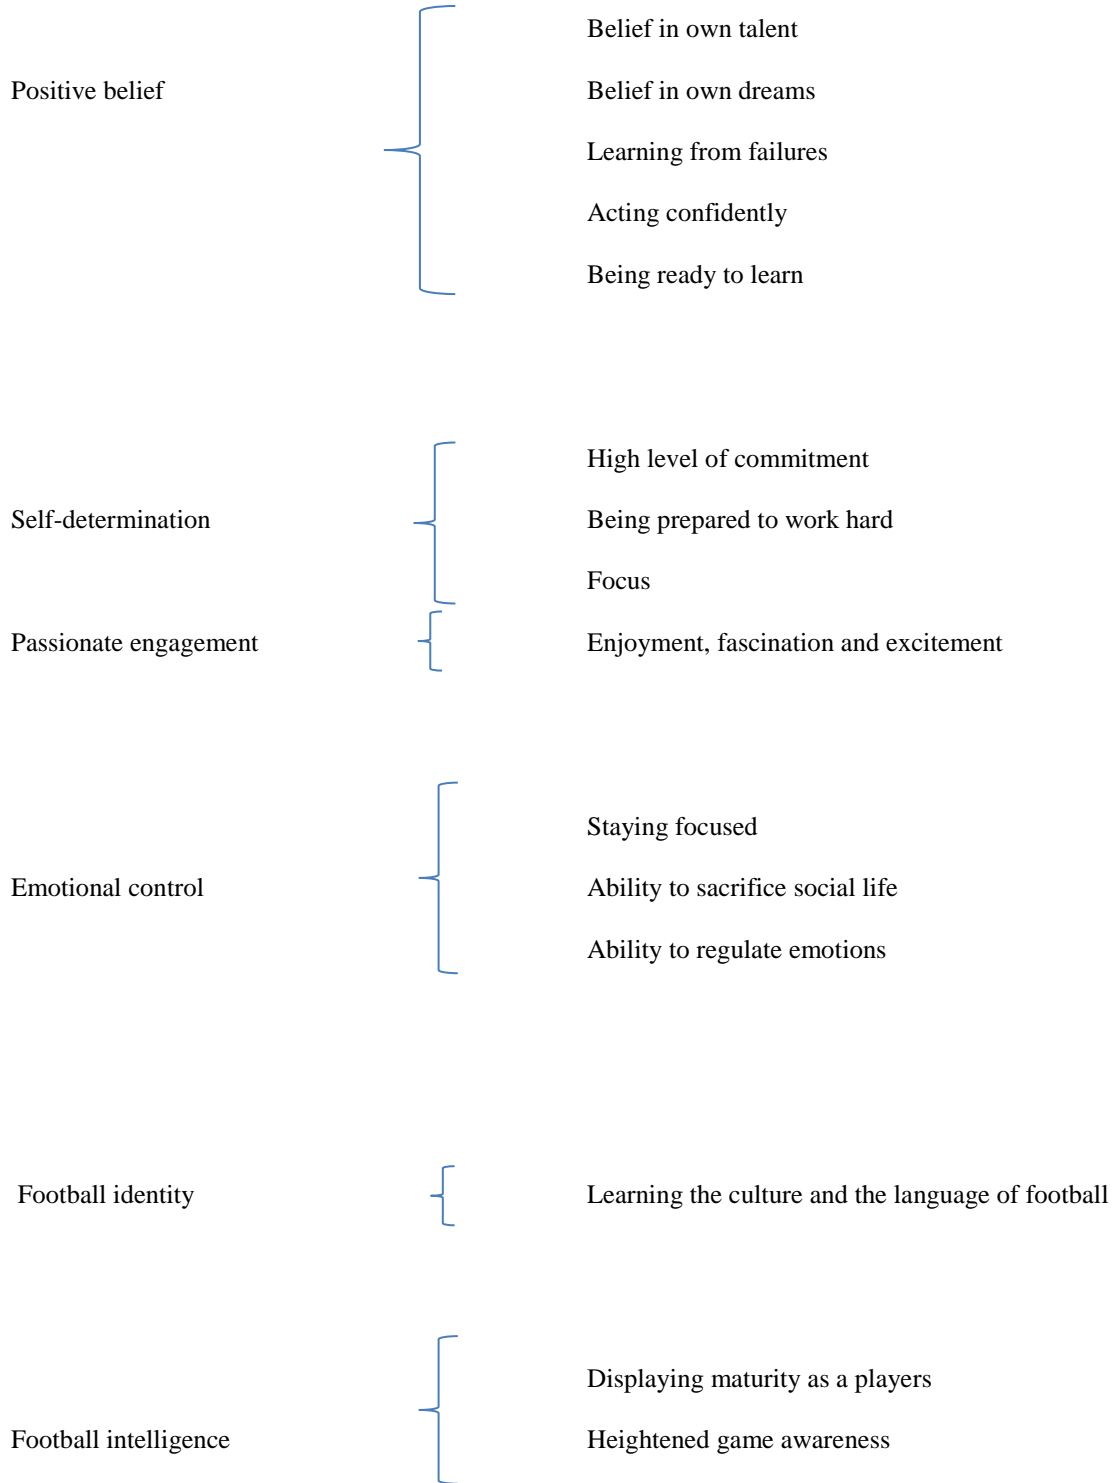 Belief in own talent
Positive belief Belief in own dreams
Learning from failures
Acting confidently
Being ready to learn
High level of commitment
Self-determination Being prepared to work hard
Focus
Passionate engagement Enjoyment, fascination and excitement
Staying focused
Emotional control Ability to sacrifice social life
Ability to regulate emotions
Football identity Learning the culture and the language of football
Displaying maturity as a players
Football intelligence Heightened game awareness